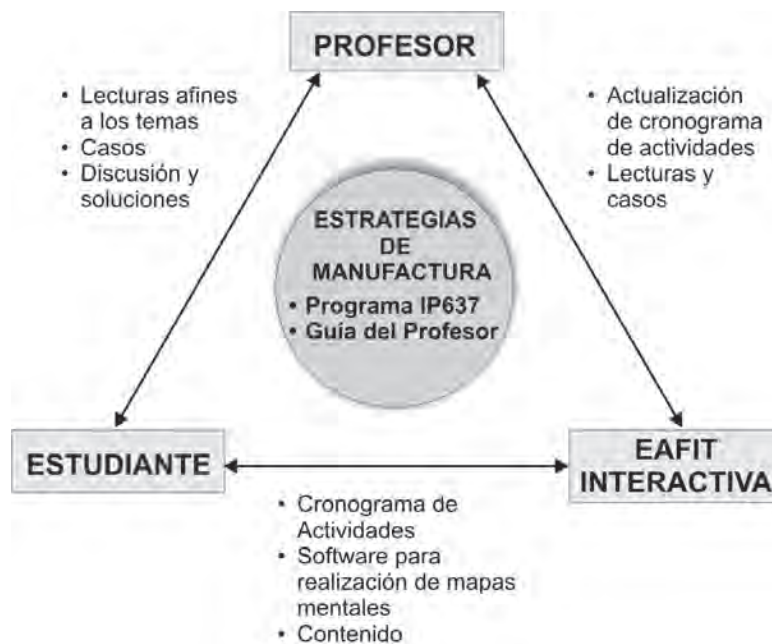 PROFESOR
• Lecturas afines
a los temas
• Casos
• Discusión y
soluciones
• Actualización
de cronograma
de actividades
• Lecturas y
casos
ESTRATEGIAS
DE
MANUFACTURA
• Programa IP637
• Guía del Profesor
ESTUDIANTE
EAFIT
INTERACTIVA
• Cronograma de
Actividades
• Software para
realización de mapas
mentales
• Contenido